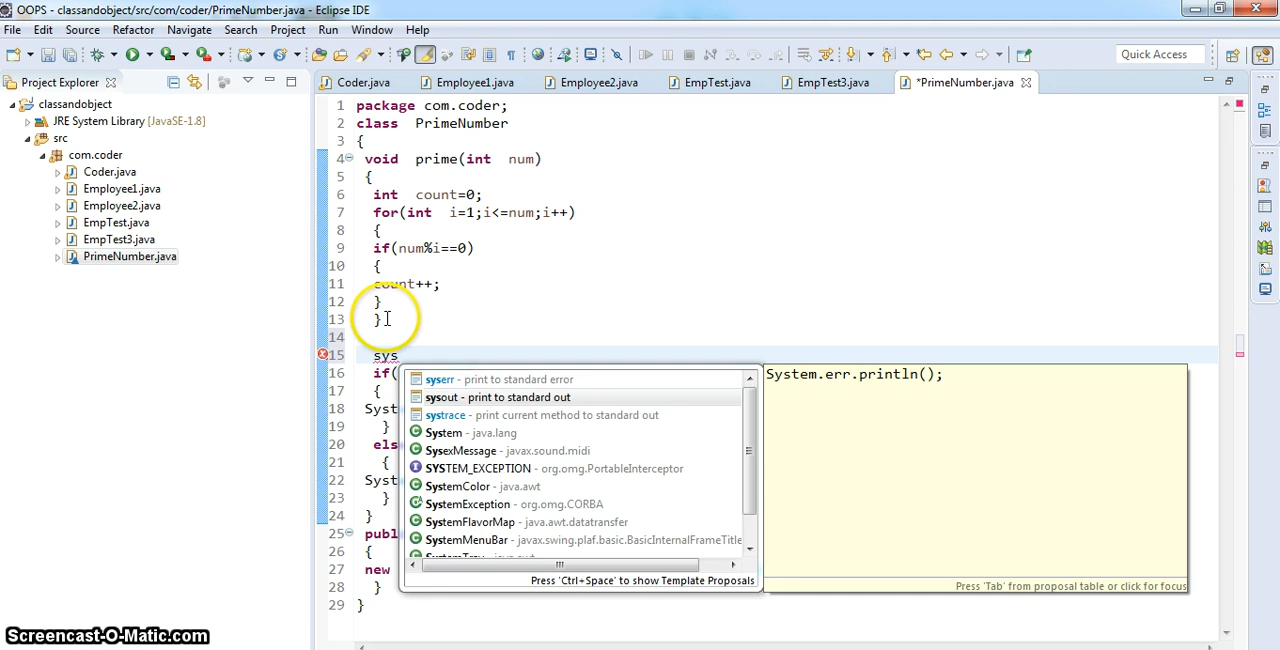 OOPS - classandobject/src/com/coder/PrimeNumber.java - Eclipse IDE
File Edit Source Refactor Navigate Search Project Run Window Help
Quick Access
Project Explorer
Coder.java Employee1.java Employee2.java EmpTest.java EmpTest3.java *PrimeNumber.java
classandobject
JRE System Library [JavaSE-1.8]
src
com.coder
Coder.java
Employee1.java
Employee2.java
EmpTest.java
EmpTest3.java
PrimeNumber.java
1 package com.coder;
2 class PrimeNumber
3 {
4 void prime(int num)
5 {
6 int count=0;
7 for(int i=1;i<=num;i++)
8 {
9 if(num%i==0)
10 {
11 count++;
12 }
13 }
14
15 sys
16 if(
17 {
18 Syst
19 }
20 els
21 {
22 Syst
23 }
24 }
25 publ
26 {
27 new
28 }
29 }
syserr - print to standard error
sysout - print to standard out
systrace - print current method to standard out
System - java.lang
SysexMessage - javax.sound.midi
SYSTEM_EXCEPTION - org.omg.PortableInterceptor
SystemColor - java.awt
SystemException - org.omg.CORBA
SystemFlavorMap - java.awt.datatransfer
SystemMenuBar - javax.swing.plaf.basic.BasicInternalFrameTitle
SystemTray - java.awt
Press 'Ctrl+Space' to show Template Proposals
System.err.println();
Press 'Tab' from proposal table or click for focus
Screencast-O-Matic.com